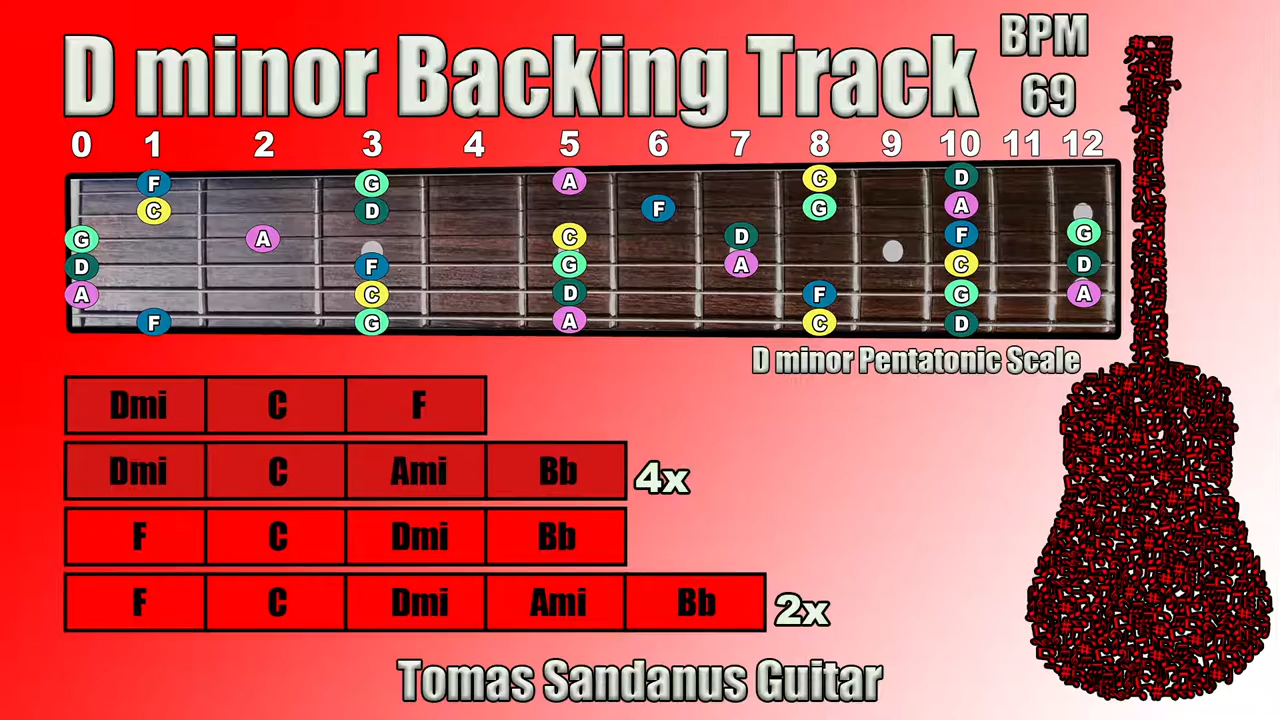 D minor Backing Track
BPM
69
0 1 2 3 4 5 6 7 8 9 10 11 12
F G A C D
C D F G A
G A C D F G
D F G A C D
A C D F G A
F G A C D
D minor Pentatonic Scale
Dmi C F
Dmi C Ami Bb 4x
F C Dmi Bb
F C Dmi Ami Bb 2x
Tomas Sandanus Guitar